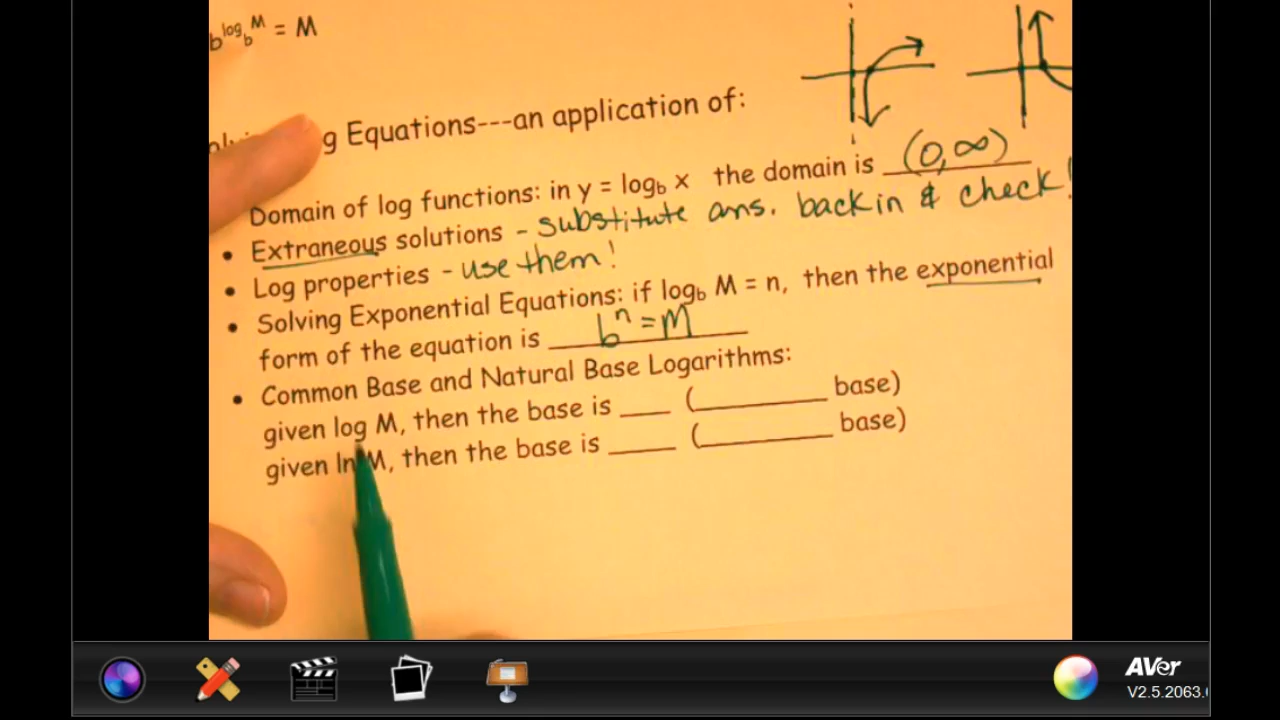 b^log_b M = M
g Equations---an application of:
Domain of log functions: in y = log_b x the domain is (0,∞)
• Extraneous solutions - substitute ans. back in & check!
• Log properties - use them!
• Solving Exponential Equations: if log_b M = n, then the exponential
form of the equation is b^n = M
• Common Base and Natural Base Logarithms:
given log M, then the base is ____ (__________ base)
given ln M, then the base is ____ (__________ base)
AVer
V2.5.2063.